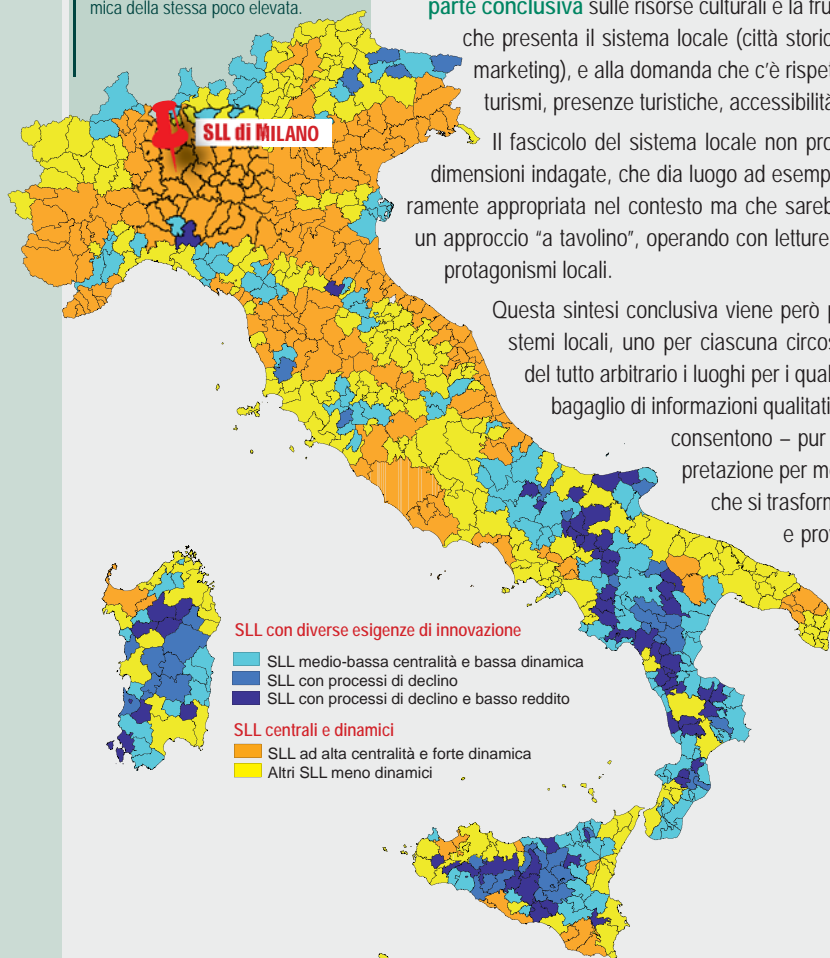 mica della stessa poco elevata.
parte conclusiva sulle risorse culturali e la fru
che presenta il sistema locale (città storic
marketing), e alla domanda che c'è rispet
turismi, presenze turistiche, accessibilità
Il fascicolo del sistema locale non pro
dimensioni indagate, che dia luogo ad esemp
ramente appropriata nel contesto ma che sareb
un approccio “a tavolino”, operando con letture
protagonismi locali.
Questa sintesi conclusiva viene però p
stemi locali, uno per ciascuna circos
del tutto arbitrario i luoghi per i qual
bagaglio di informazioni qualitati
consentono – pur
pretazione per me
che si trasform
e prot
SLL di MILANO
SLL con diverse esigenze di innovazione
SLL medio-bassa centralità e bassa dinamica
SLL con processi di declino
SLL con processi di declino e basso reddito
SLL centrali e dinamici
SLL ad alta centralità e forte dinamica
Altri SLL meno dinamici